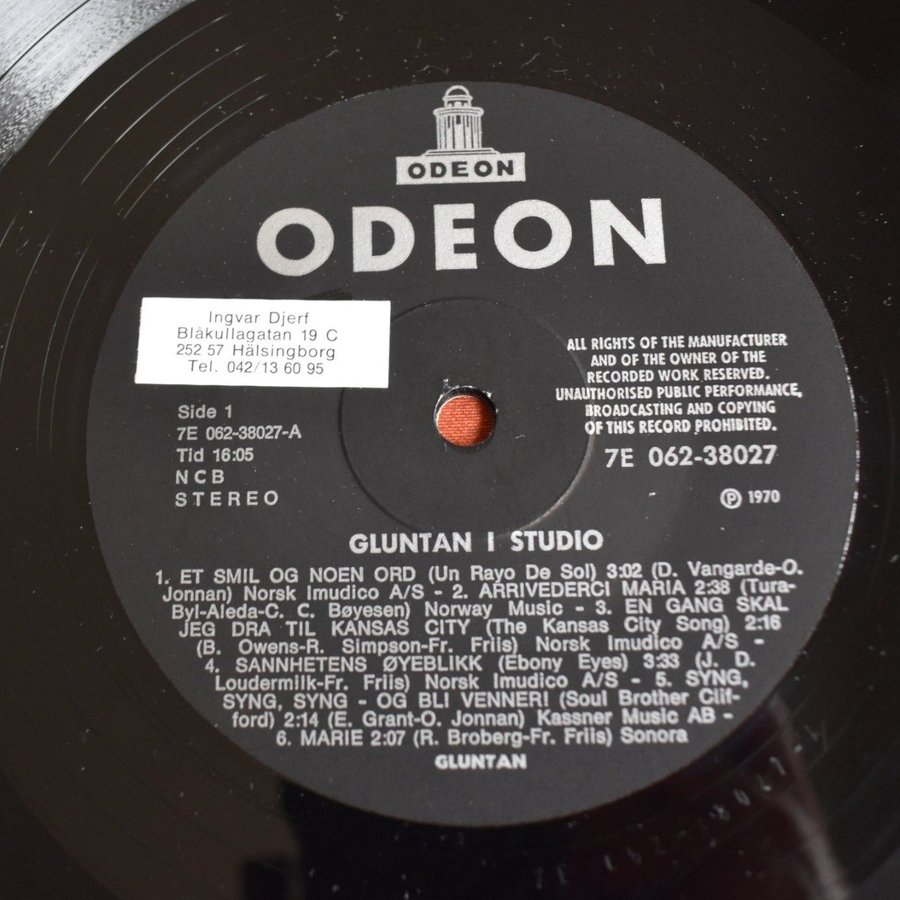 ODEON
ODEON
Ingvar Djerf
Blåkullagatan 19 C
252 57 Hälsingborg
Tel. 042/13 60 95
ALL RIGHTS OF THE MANUFACTURER
AND OF THE OWNER OF THE
RECORDED WORK RESERVED.
UNAUTHORISED PUBLIC PERFORMANCE,
BROADCASTING AND COPYING
OF THIS RECORD PROHIBITED.
Side 1
7E 062-38027-A
Tid 16:05
NCB
STEREO
7E 062-38027
℗ 1970
GLUNTAN I STUDIO
1. ET SMIL OG NOEN ORD (Un Rayo De Sol) 3:02 (D. Vangarde-O.
Jonnan) Norsk Imudico A/S - 2. ARRIVEDERCI MARIA 2:38 (Tura-
Byl-Aleda-C. C. Bøyesen) Norway Music - 3. EN GANG SKAL
JEG DRA TIL KANSAS CITY (The Kansas City Song) 2:16
(B. Owens-R. Simpson-Fr. Friis) Norsk Imudico A/S -
4. SANNHETENS ØYEBLIKK (Ebony Eyes) 3:33 (J. D.
Loudermilk-Fr. Friis) Norsk Imudico A/S - 5. SYNG,
SYNG, SYNG - OG BLI VENNER! (Soul Brother Clif-
ford) 2:14 (E. Grant-O. Jonnan) Kassner Music AB -
6. MARIE 2:07 (R. Broberg-Fr. Friis) Sonora
GLUNTAN